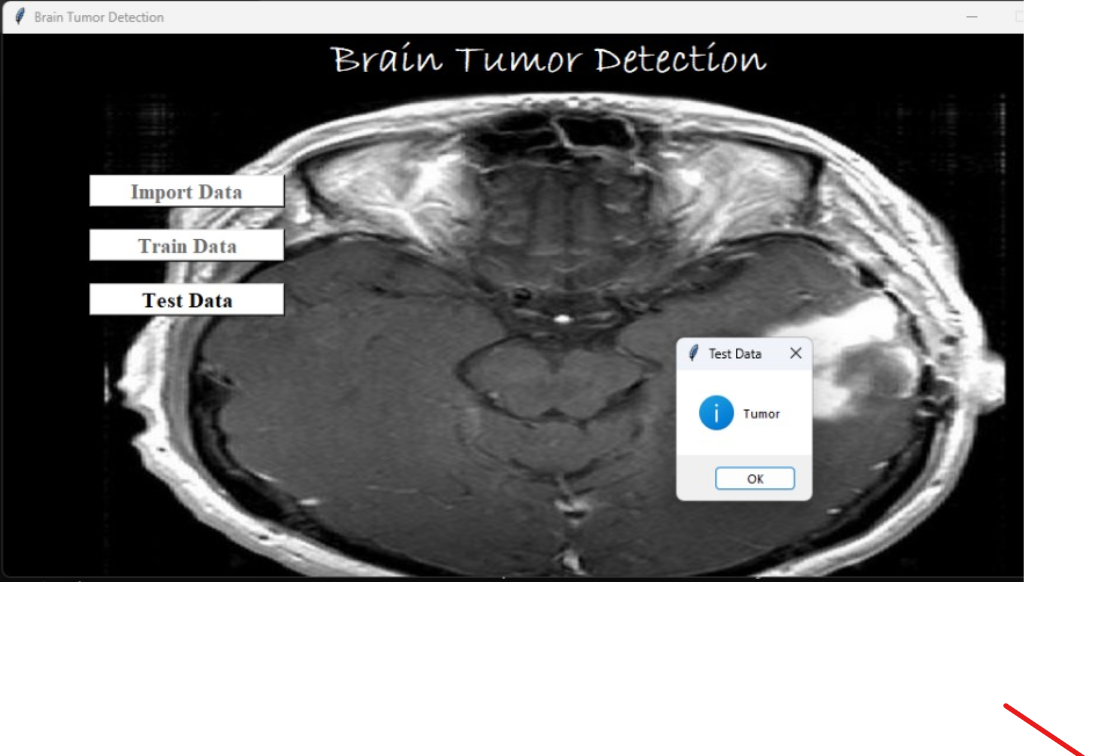 Brain Tumor Detection
Brain Tumor Detection
Import Data
Train Data
Test Data
Test Data
Tumor
OK